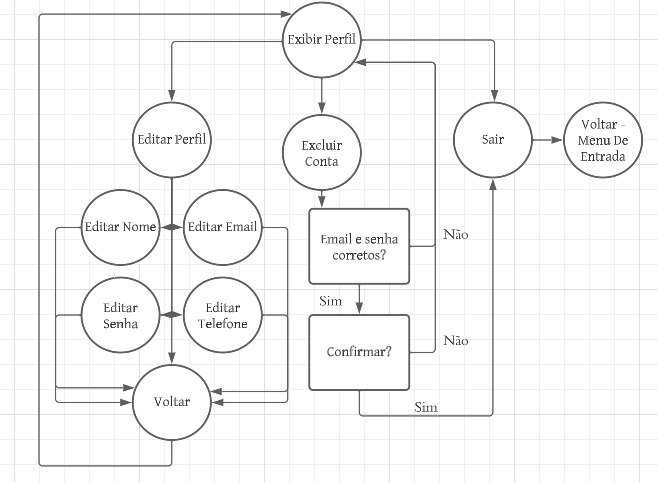 Exibir Perfil
Editar Perfil
Excluir
Conta
Sair
Voltar -
Menu De
Entrada
Editar Nome
Editar Email
Email e senha
corretos?
Não
Editar
Senha
Editar
Telefone
Sim
Confirmar?
Não
Voltar
Sim